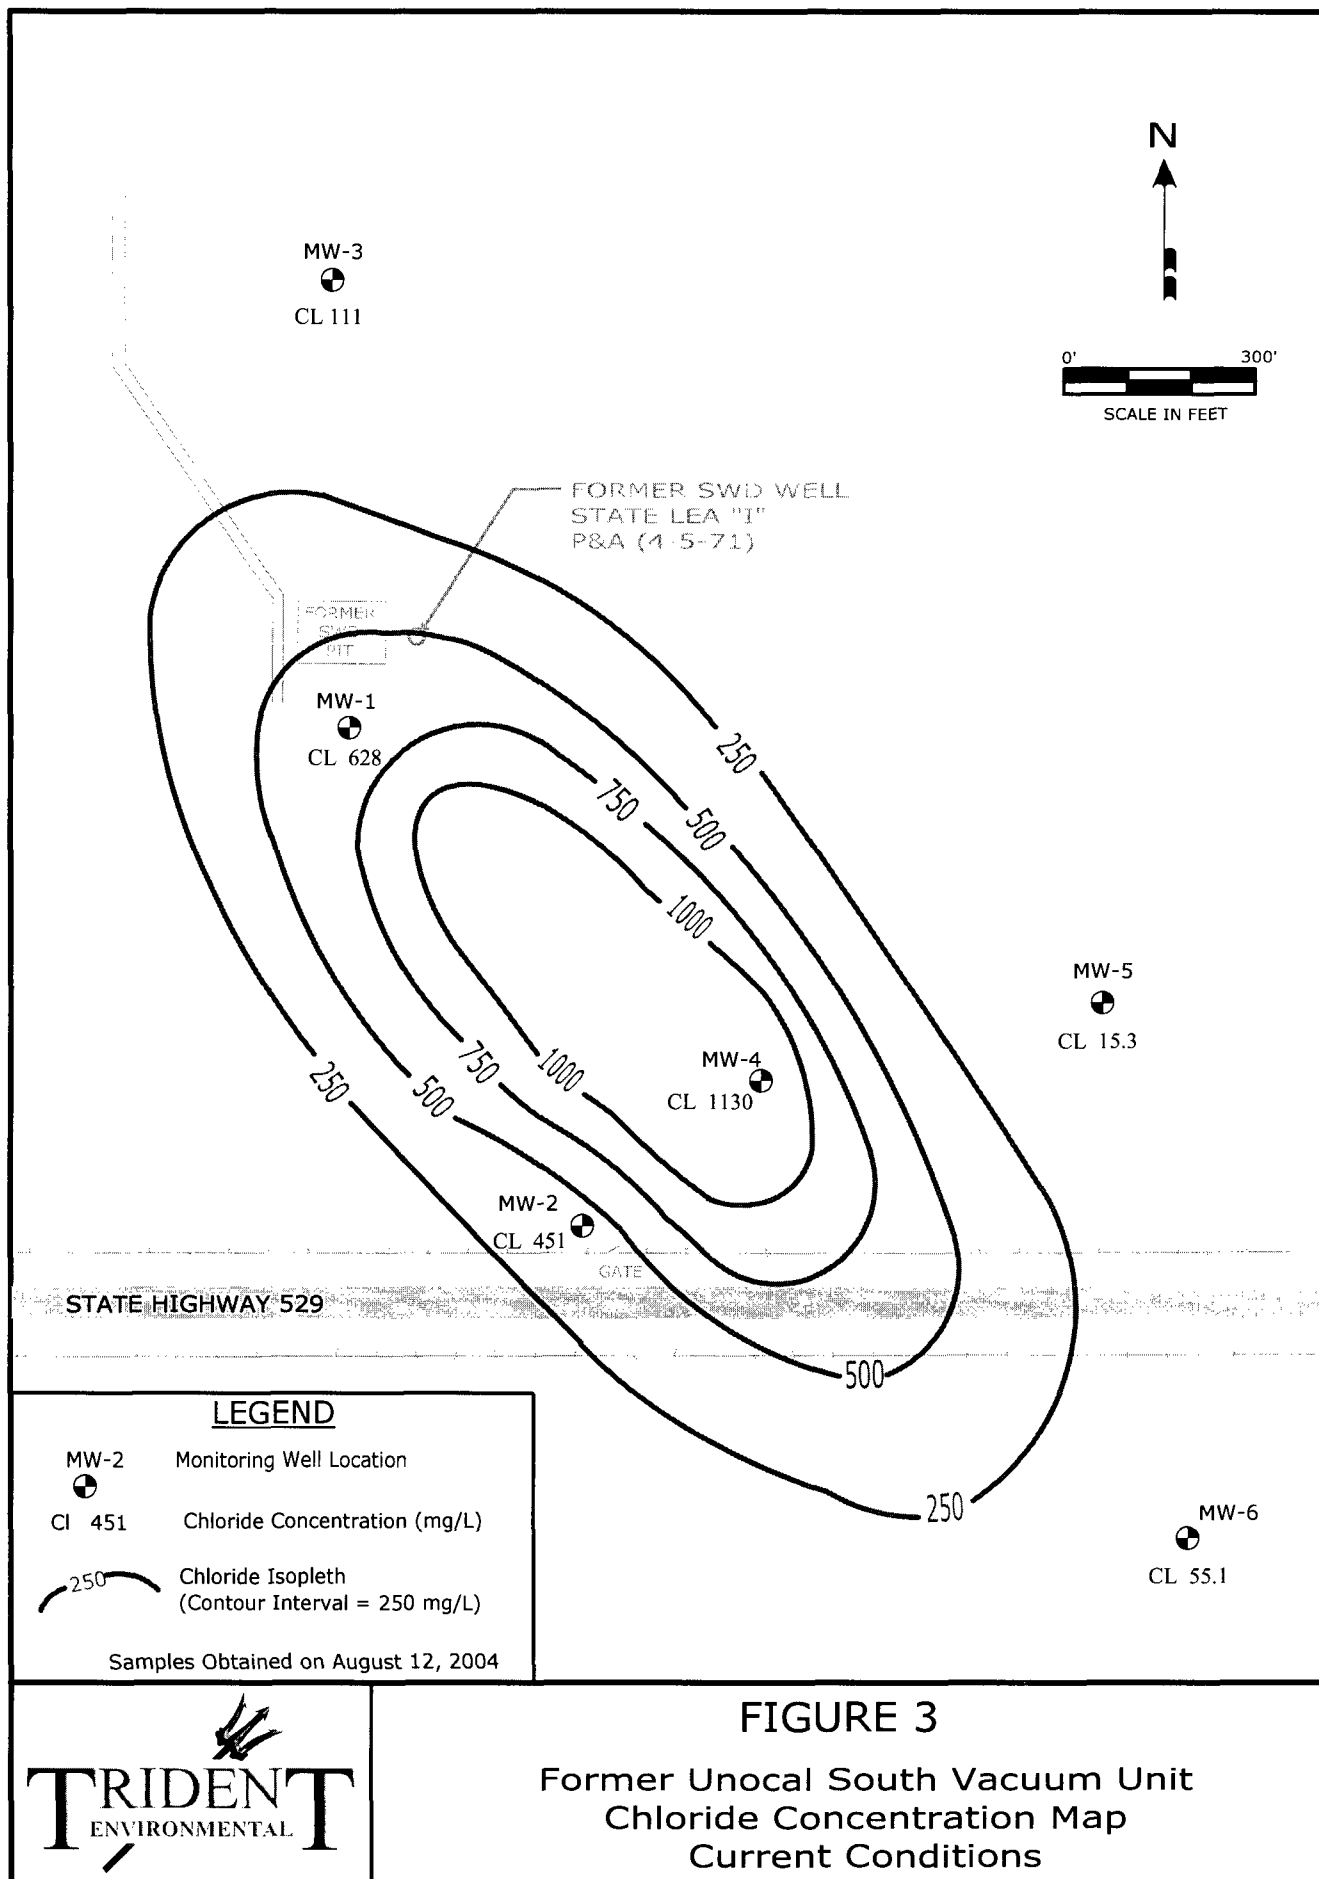 N
MW-3
CL 111
0' 300'
SCALE IN FEET
FORMER SWD WELL
STATE LEA "I"
P&A (4-5-71)
FORMER
SWD
PIT
MW-1
CL 628
250
750
500
1000
MW-5
CL 15.3
MW-4
CL 1130
250
500
750
1000
MW-2
CL 451
GATE
STATE HIGHWAY 529
500
250
MW-6
CL 55.1
LEGEND
MW-2 Monitoring Well Location
Cl 451 Chloride Concentration (mg/L)
250 Chloride Isopleth
(Contour Interval = 250 mg/L)
Samples Obtained on August 12, 2004
TRIDENT
ENVIRONMENTAL
FIGURE 3
Former Unocal South Vacuum Unit
Chloride Concentration Map
Current Conditions